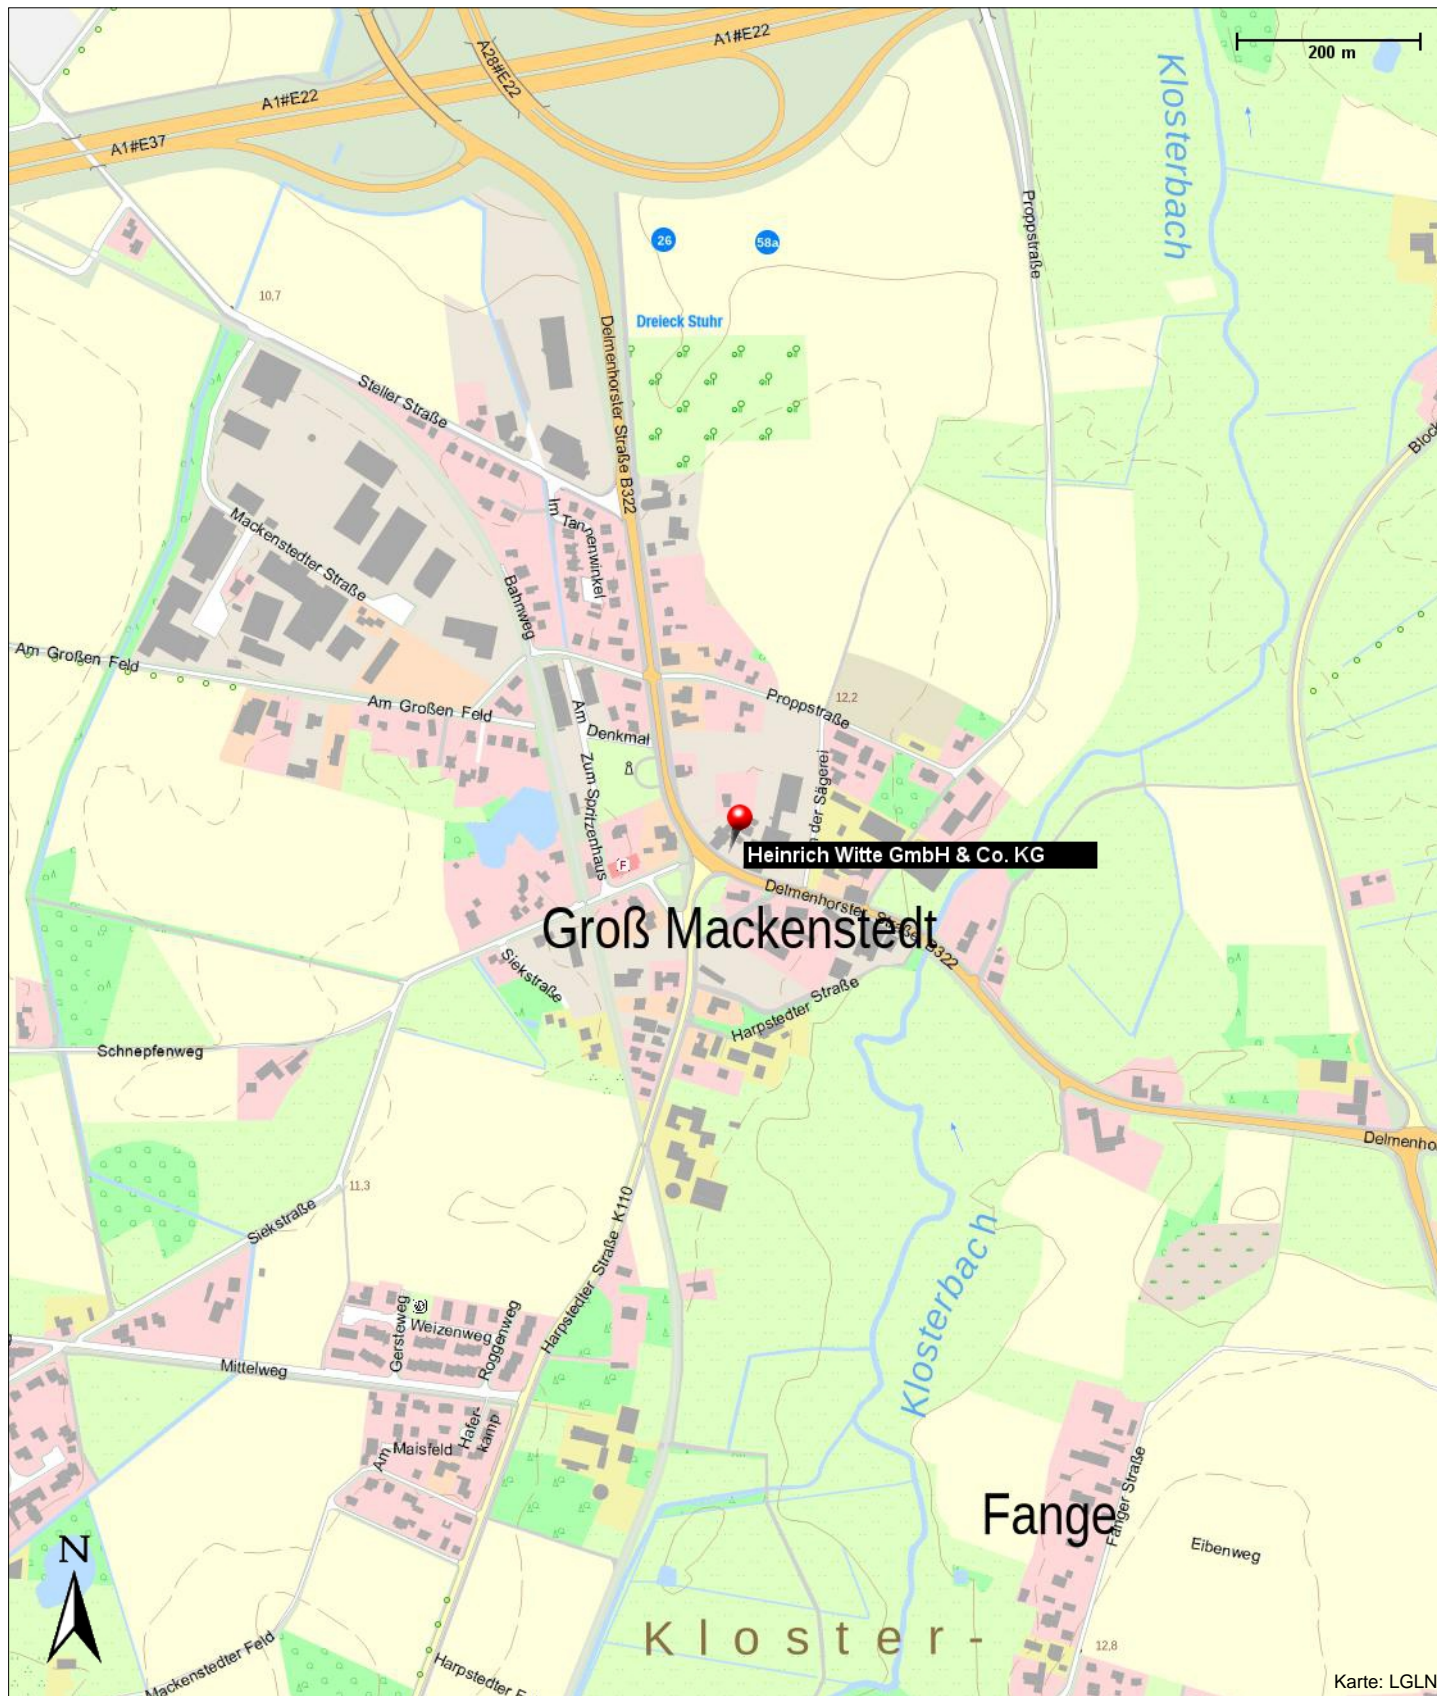 A1#E22
A28#E22
200 m
A1#E22
A1#E37
Klosterbach
Proppstraße
26
58a
10,7
Dreieck Stuhr
Delmenhorster Straße B322
Steller Straße
Im Tannenwinkel
Mackenstedter Straße
Bahnweg
Am Großen Feld
Am Großen Feld
Proppstraße
12,2
Am Denkmal
Zum Spritzenhaus
der Sägerei
F
Heinrich Witte GmbH & Co. KG
Delmenhorster Straße B322
Groß Mackenstedt
Siekstraße
Harpstedter Straße
Schnepfenweg
Delmenho
11,3
Siekstraße
Harpstedter Straße K110
Klosterbach
Gersteweg
Weizenweg
Roggenweg
Mittelweg
Hafer-
kamp
Am Maisfeld
Fange
Fanger Straße
Eibenweg
N
Kloster-
12,8
Mackenstedter Feld
Harpstedter
Karte: LGLN